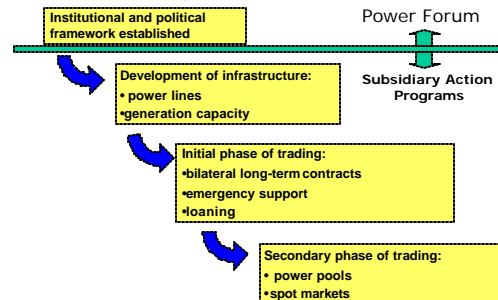 Institutional and political
framework established
Power Forum
Subsidiary Action
Programs
Development of infrastructure:
• power lines
•generation capacity
Initial phase of trading:
•bilateral long-term contracts
•emergency support
•loaning
Secondary phase of trading:
• power pools
•spot markets